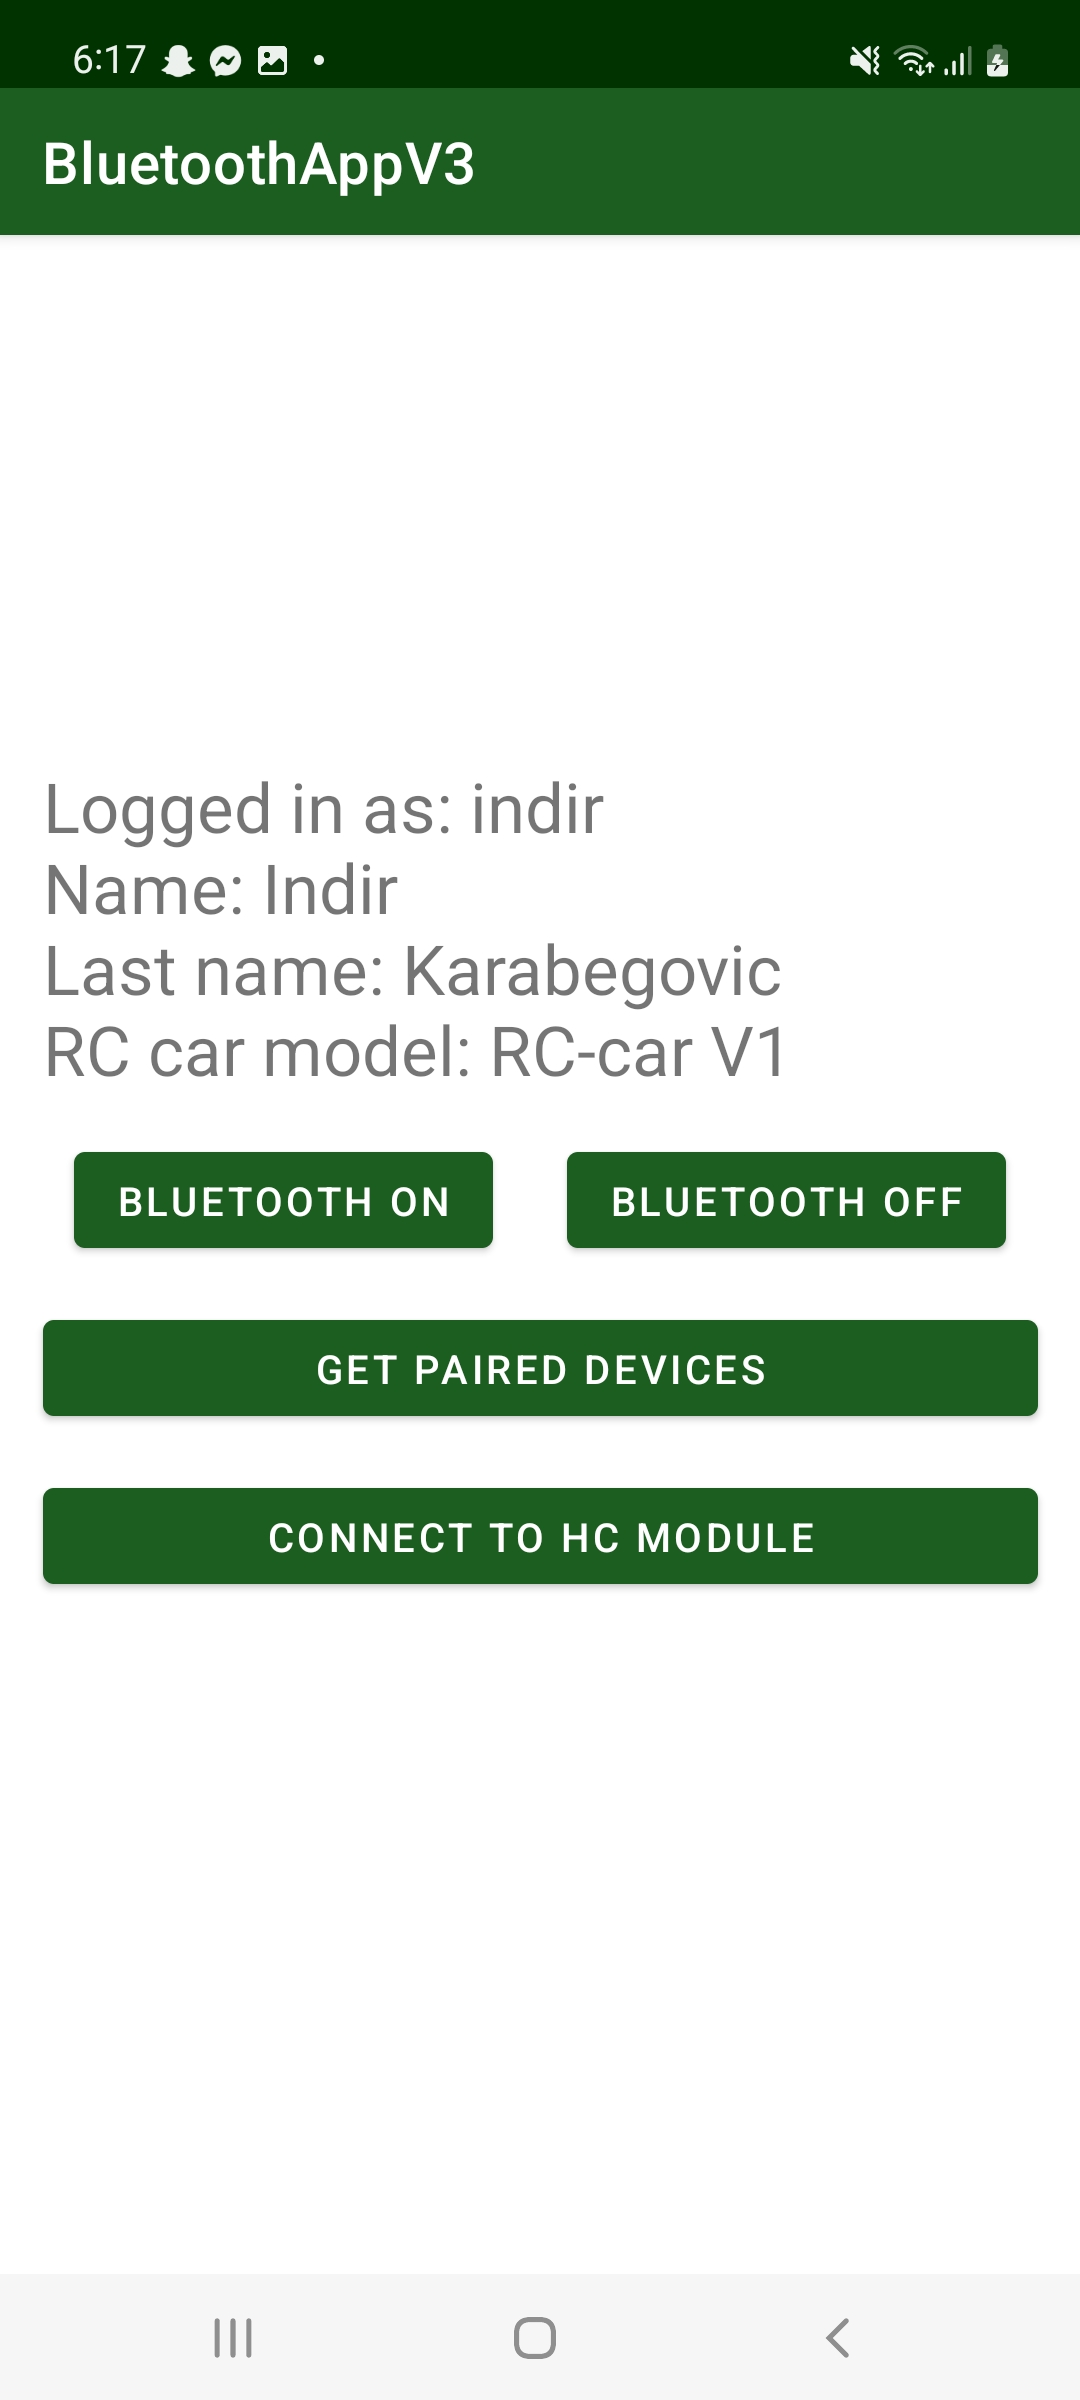 6:17
BluetoothAppV3
Logged in as: indir
Name: Indir
Last name: Karabegovic
RC car model: RC-car V1
BLUETOOTH ON BLUETOOTH OFF
GET PAIRED DEVICES
CONNECT TO HC MODULE